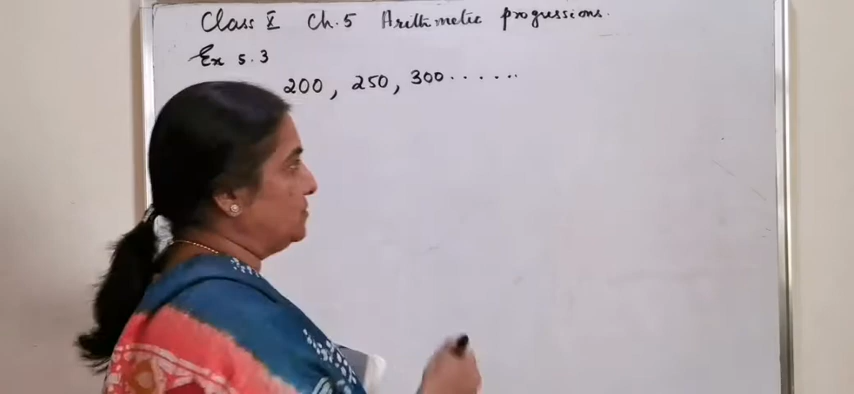 Class X Ch. 5 Arithmetic progressions.
Ex 5.3
200, 250, 300.......